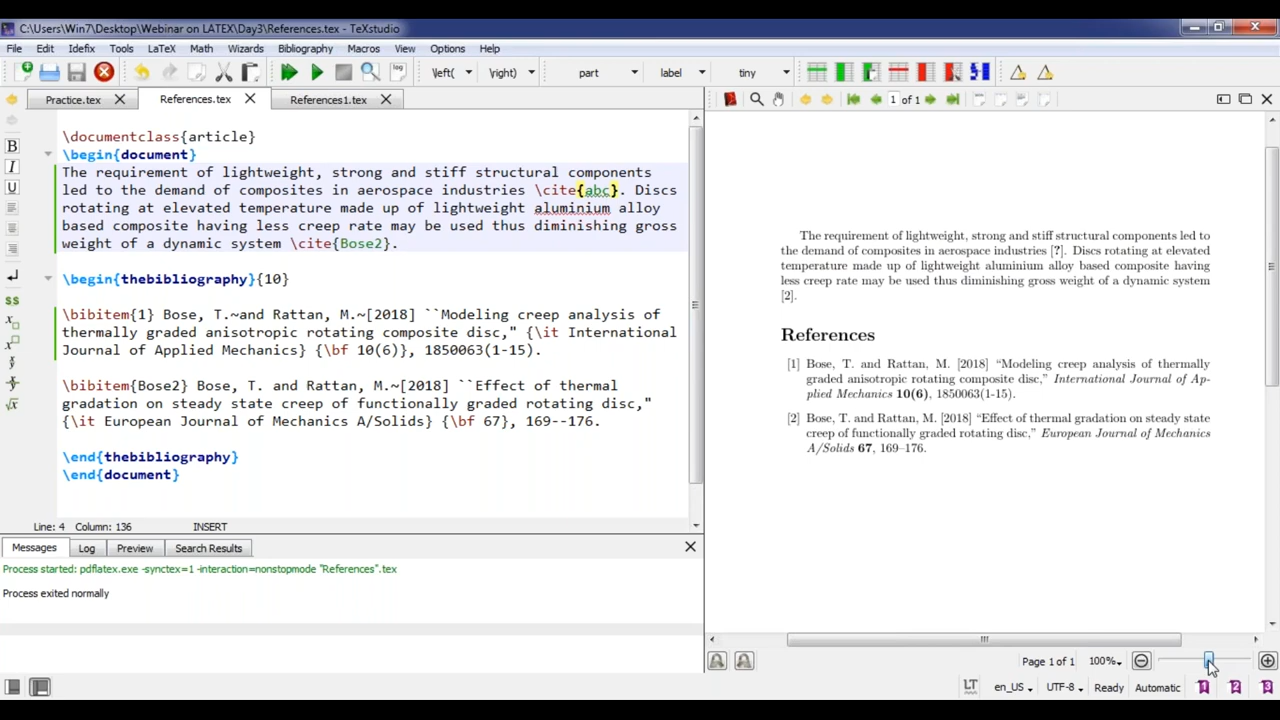 C:\Users\Win7\Desktop\Webinar on LATEX\Day3\References.tex - TeXstudio
File Edit Idefix Tools LaTeX Math Wizards Bibliography Macros View Options Help
log \left( \right) part label tiny
Practice.tex References.tex References1.tex 1 of 1
\documentclass{article}
\begin{document}
The requirement of lightweight, strong and stiff structural components
led to the demand of composites in aerospace industries \cite{abc}. Discs
rotating at elevated temperature made up of lightweight aluminium alloy
based composite having less creep rate may be used thus diminishing gross
weight of a dynamic system \cite{Bose2}.
\begin{thebibliography}{10}
\bibitem{1} Bose, T.~and Rattan, M.~[2018] ``Modeling creep analysis of
thermally graded anisotropic rotating composite disc," {\it International
Journal of Applied Mechanics} {\bf 10(6)}, 1850063(1-15).
\bibitem{Bose2} Bose, T. and Rattan, M.~[2018] ``Effect of thermal
gradation on steady state creep of functionally graded rotating disc,"
{\it European Journal of Mechanics A/Solids} {\bf 67}, 169--176.
\end{thebibliography}
\end{document}
Line: 4 Column: 136 INSERT
Messages Log Preview Search Results
Process started: pdflatex.exe -synctex=1 -interaction=nonstopmode "References".tex
Process exited normally
The requirement of lightweight, strong and stiff structural components led to
the demand of composites in aerospace industries [?]. Discs rotating at elevated
temperature made up of lightweight aluminium alloy based composite having
less creep rate may be used thus diminishing gross weight of a dynamic system
[2].
References
[1] Bose, T. and Rattan, M. [2018] “Modeling creep analysis of thermally
graded anisotropic rotating composite disc,” International Journal of Ap-
plied Mechanics 10(6), 1850063(1-15).
[2] Bose, T. and Rattan, M. [2018] “Effect of thermal gradation on steady state
creep of functionally graded rotating disc,” European Journal of Mechanics
A/Solids 67, 169–176.
Page 1 of 1 100%
LT en_US UTF-8 Ready Automatic 1 2 3